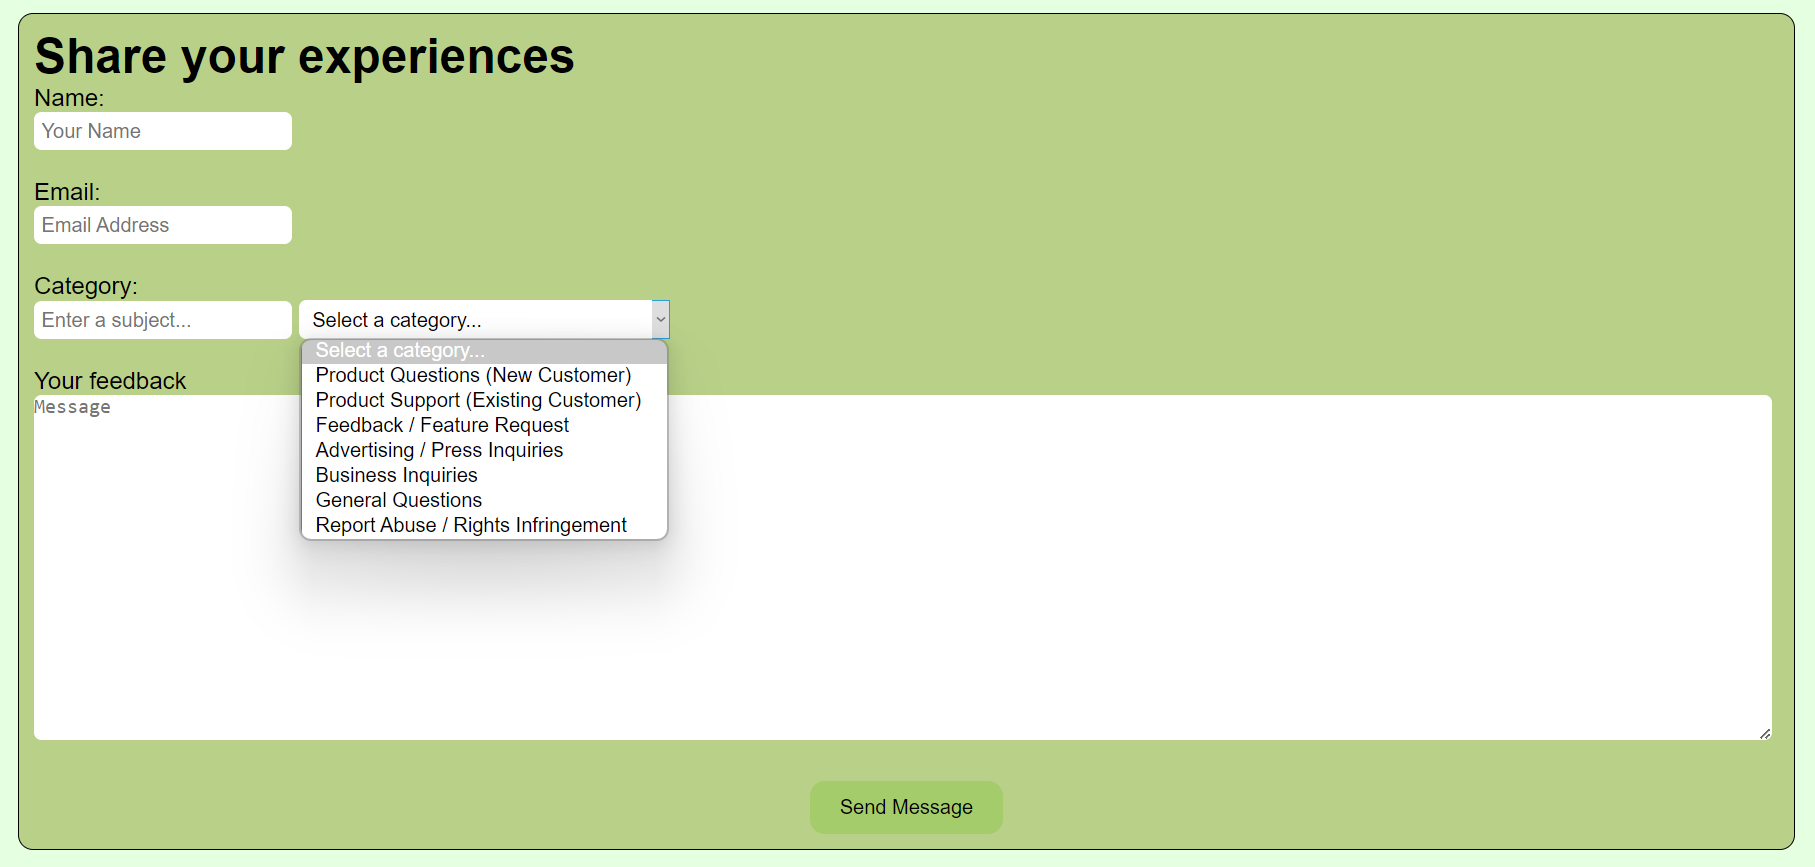 Share your experiences
Name:
Your Name
Email:
Email Address
Category:
Enter a subject... Select a category...
Select a category...
Product Questions (New Customer)
Product Support (Existing Customer)
Feedback / Feature Request
Advertising / Press Inquiries
Business Inquiries
General Questions
Report Abuse / Rights Infringement
Your feedback
Message
Send Message